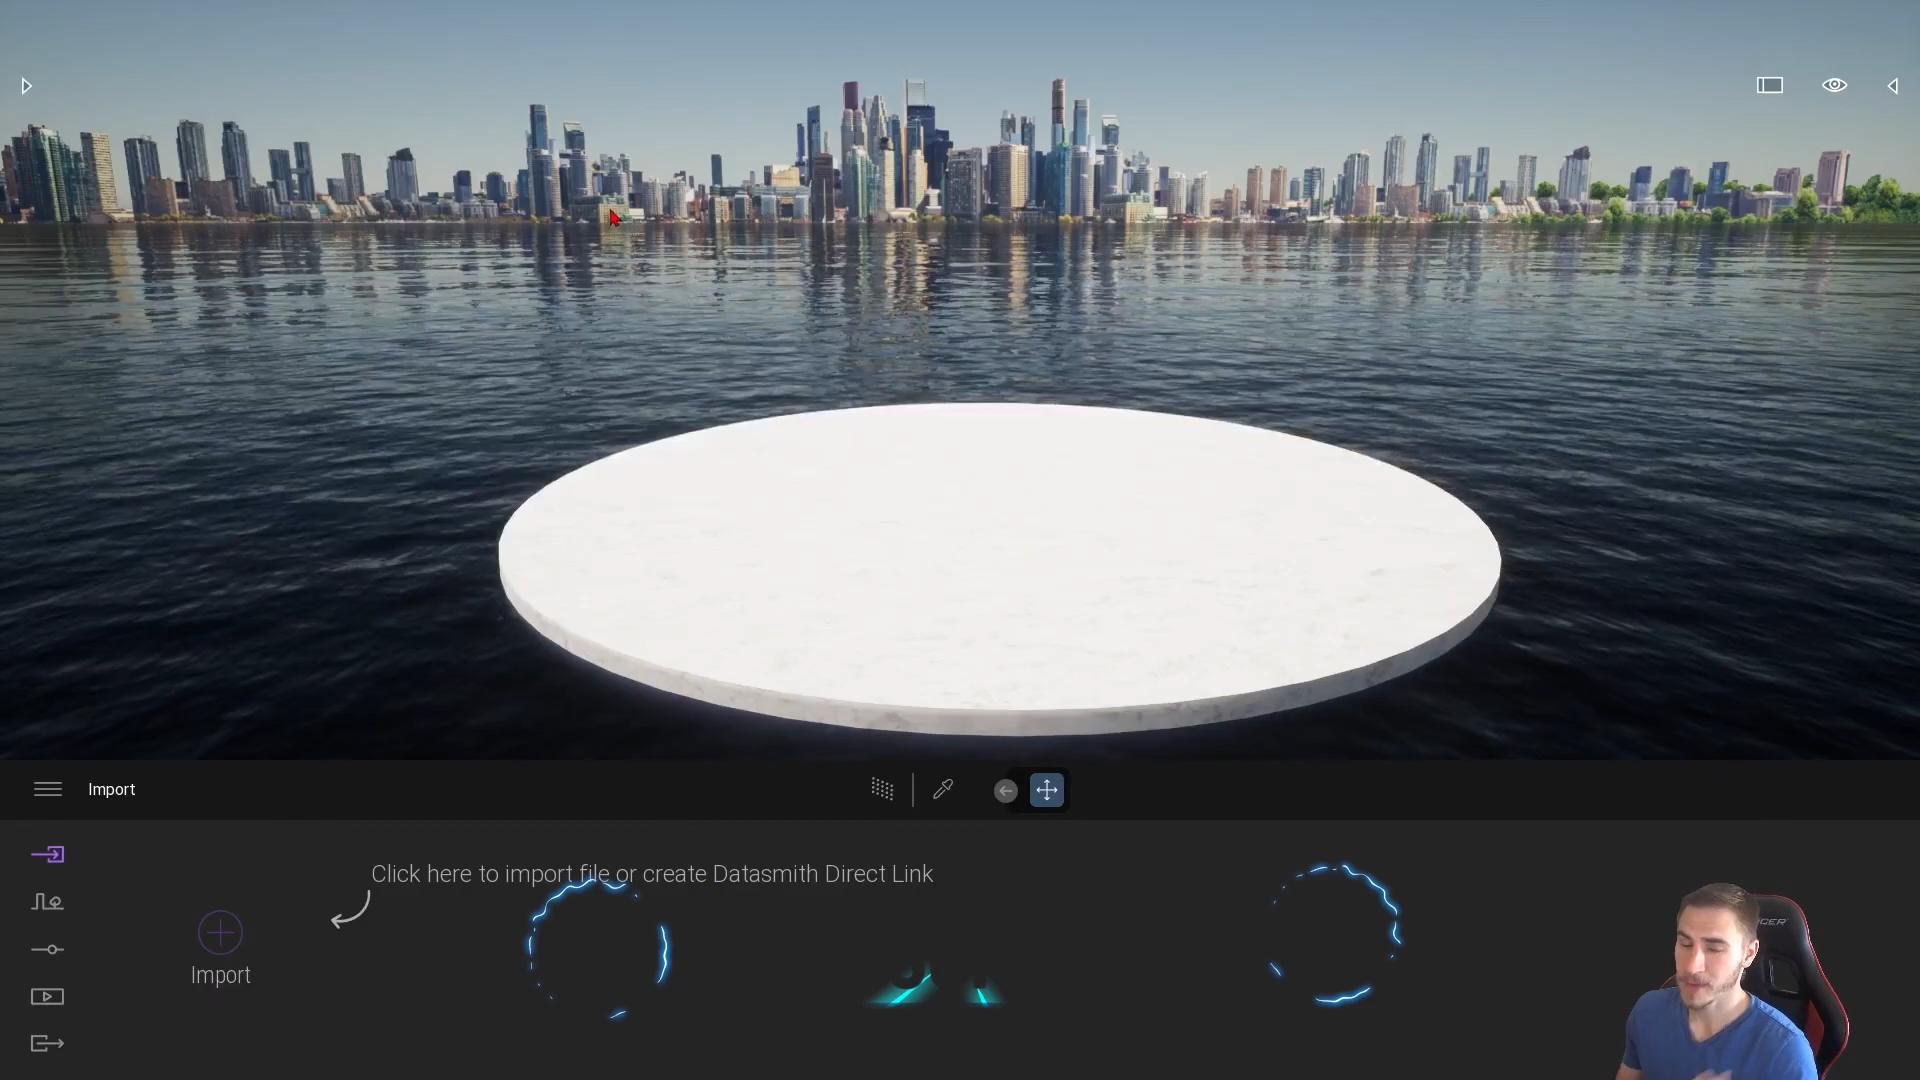 Import
Click here to import file or create Datasmith Direct Link
Import